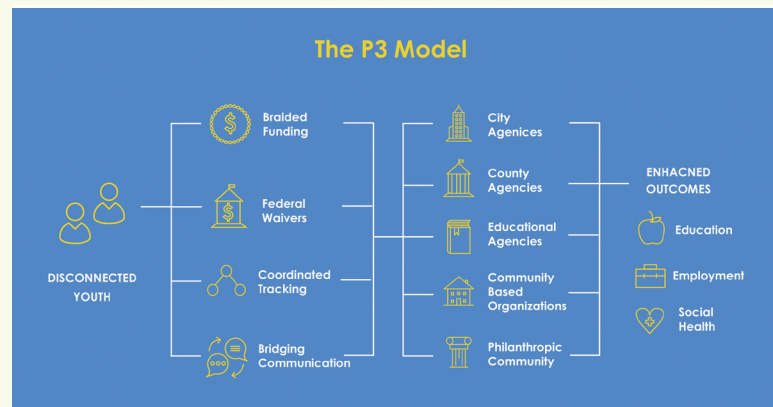 The P3 Model
DISCONNECTED
YOUTH
Braided
Funding
Federal
Waivers
Coordinated
Tracking
Bridging
Communication
City
Agenices
County
Agencies
Educational
Agencies
Community
Based
Organizations
Philanthropic
Community
ENHACNED
OUTCOMES
Education
Employment
Social
Health